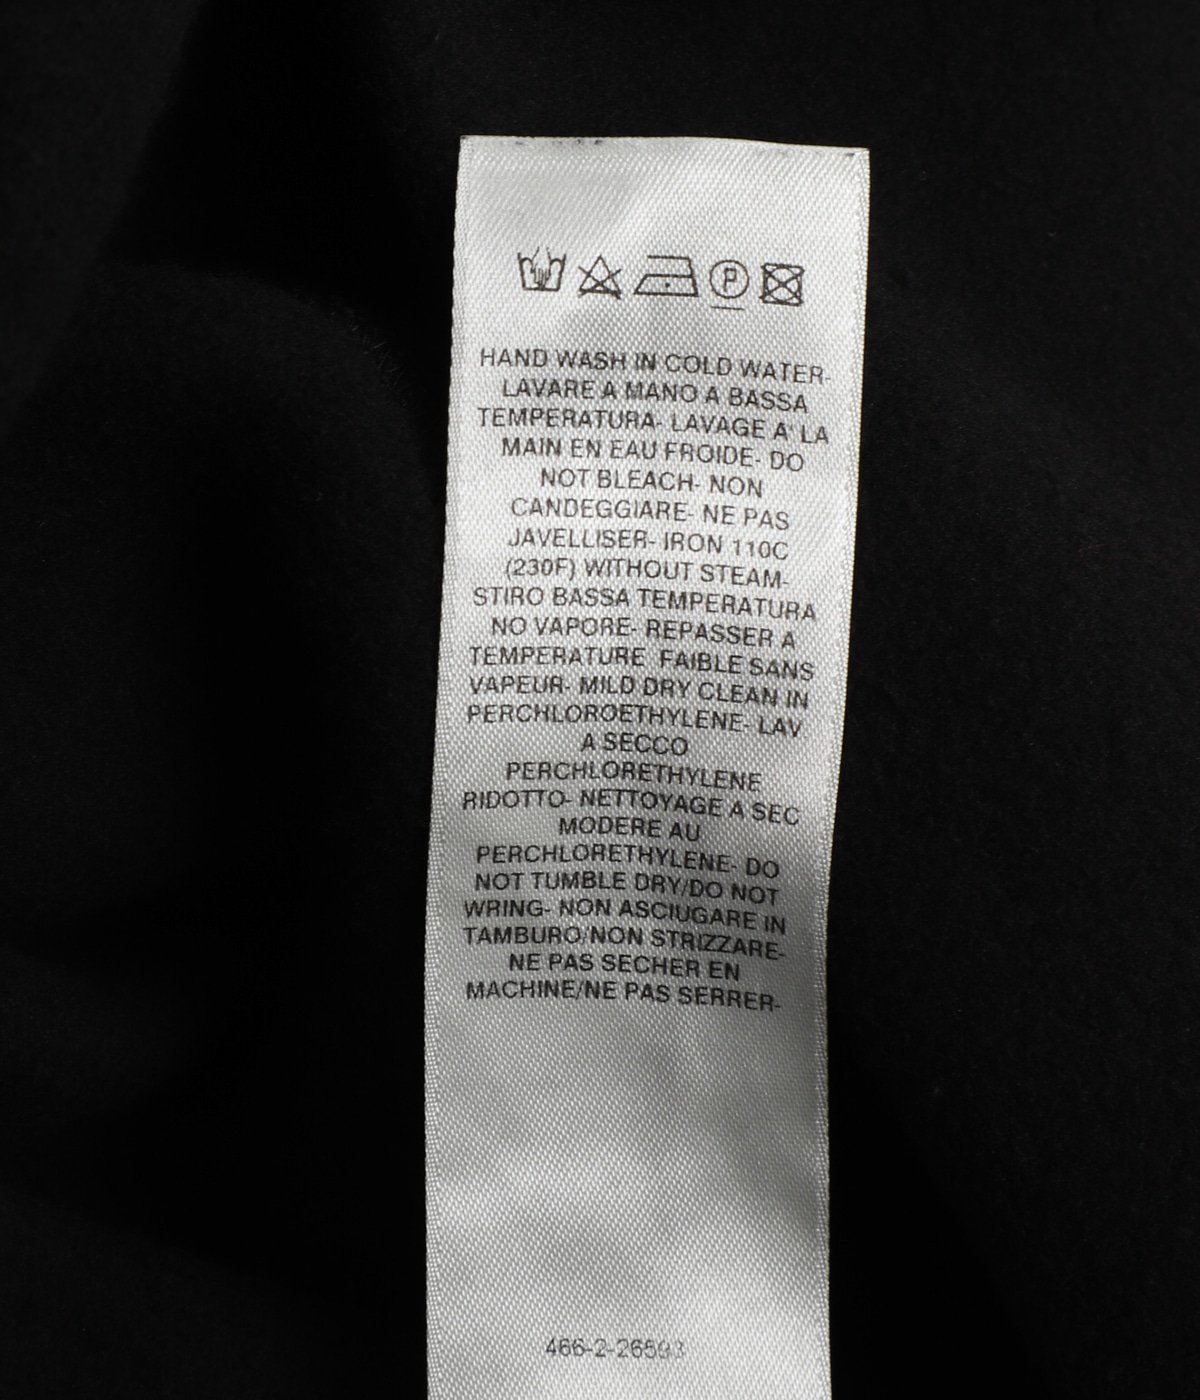 P
HAND WASH IN COLD WATER-
LAVARE A MANO A BASSA
TEMPERATURA- LAVAGE A' LA
MAIN EN EAU FROIDE- DO
NOT BLEACH- NON
CANDEGGIARE- NE PAS
JAVELLISER- IRON 110C
(230F) WITHOUT STEAM-
STIRO BASSA TEMPERATURA
NO VAPORE- REPASSER A
TEMPERATURE FAIBLE SANS
VAPEUR- MILD DRY CLEAN IN
PERCHLOROETHYLENE- LAV
A SECCO
PERCHLORETHYLENE
RIDOTTO- NETTOYAGE A SEC
MODERE AU
PERCHLORETHYLENE- DO
NOT TUMBLE DRY/DO NOT
WRING- NON ASCIUGARE IN
TAMBURO/NON STRIZZARE-
NE PAS SECHER EN
MACHINE/NE PAS SERRER-
466-2-26593